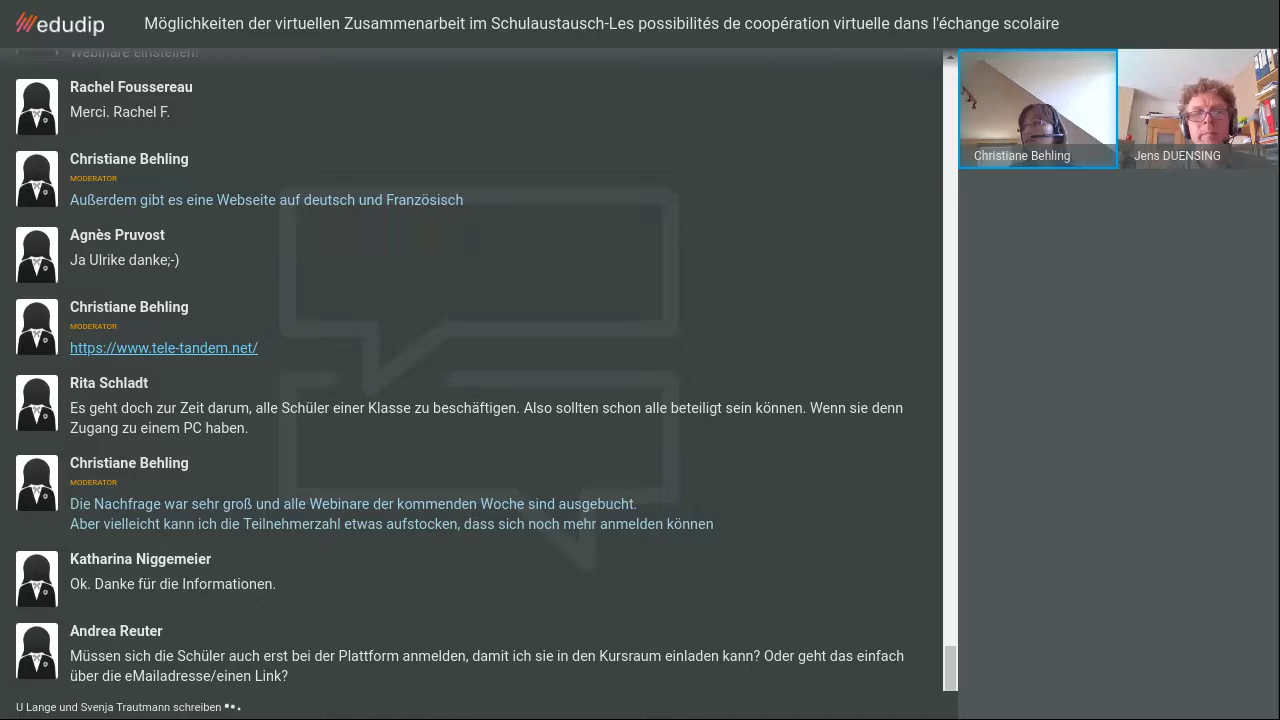 edudip
Möglichkeiten der virtuellen Zusammenarbeit im Schulaustausch-Les possibilités de coopération virtuelle dans l'échange scolaire
Webinare einstellen!
Rachel Foussereau
Merci. Rachel F.
Christiane Behling
MODERATOR
Außerdem gibt es eine Webseite auf deutsch und Französisch
Agnès Pruvost
Ja Ulrike danke;-)
Christiane Behling
MODERATOR
https://www.tele-tandem.net/
Rita Schladt
Es geht doch zur Zeit darum, alle Schüler einer Klasse zu beschäftigen. Also sollten schon alle beteiligt sein können. Wenn sie denn
Zugang zu einem PC haben.
Christiane Behling
MODERATOR
Die Nachfrage war sehr groß und alle Webinare der kommenden Woche sind ausgebucht.
Aber vielleicht kann ich die Teilnehmerzahl etwas aufstocken, dass sich noch mehr anmelden können
Katharina Niggemeier
Ok. Danke für die Informationen.
Andrea Reuter
Müssen sich die Schüler auch erst bei der Plattform anmelden, damit ich sie in den Kursraum einladen kann? Oder geht das einfach
über die eMailadresse/einen Link?
U Lange und Svenja Trautmann schreiben
Christiane Behling
Jens DUENSING